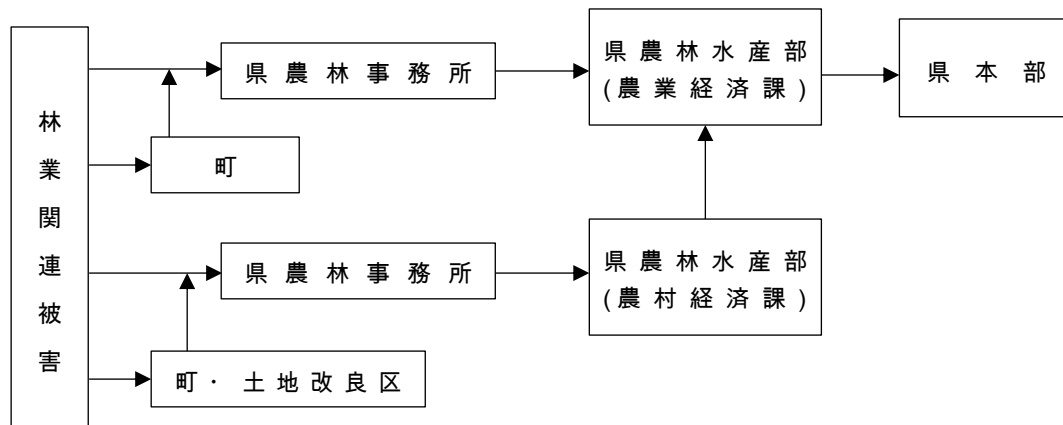 林業関連被害
県農林事務所
県農林水産部
(農業経済課)
県本部
町
県農林事務所
県農林水産部
(農村経済課)
町・土地改良区